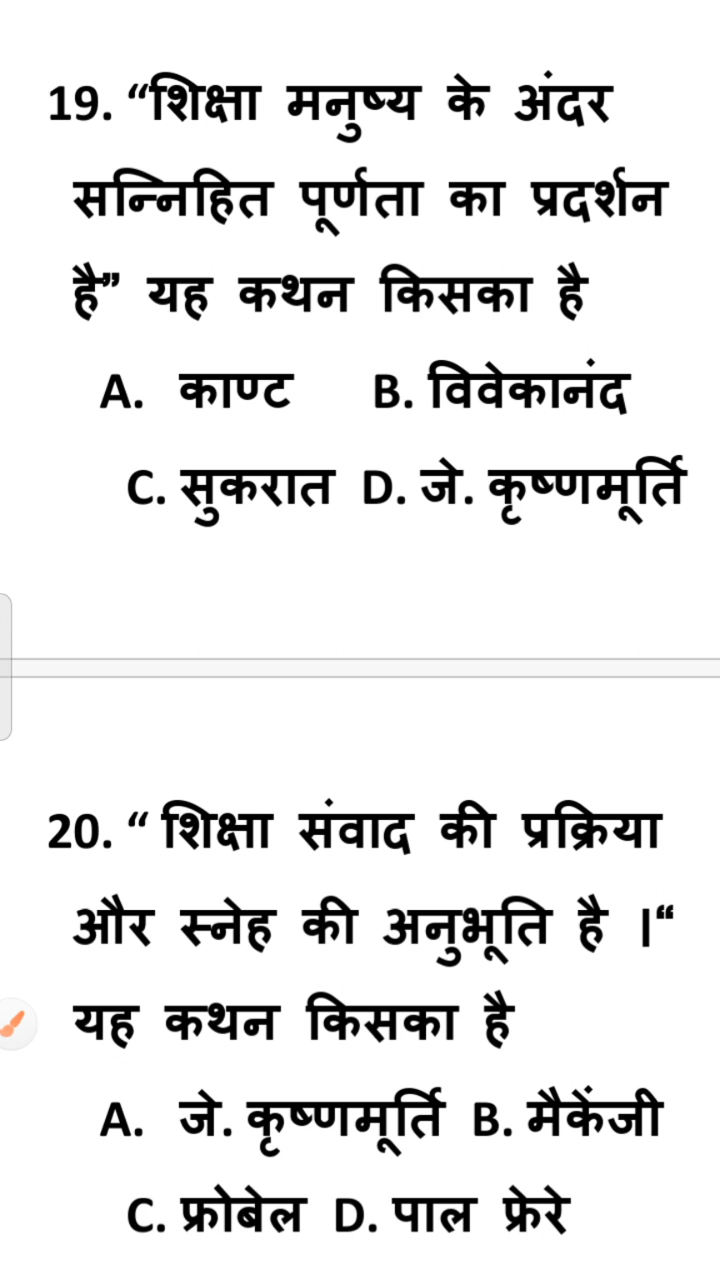 19. “शिक्षा मनुष्य के अंदर
सन्निहित पूर्णता का प्रदर्शन
है” यह कथन किसका है
A. काण्ट B. विवेकानंद
C. सुकरात D. जे. कृष्णमूर्ति
20. “ शिक्षा संवाद की प्रक्रिया
और स्नेह की अनुभूति है ।“
यह कथन किसका है
A. जे. कृष्णमूर्ति B. मैकेंजी
C. फ्रोबेल D. पाल फ्रेरे